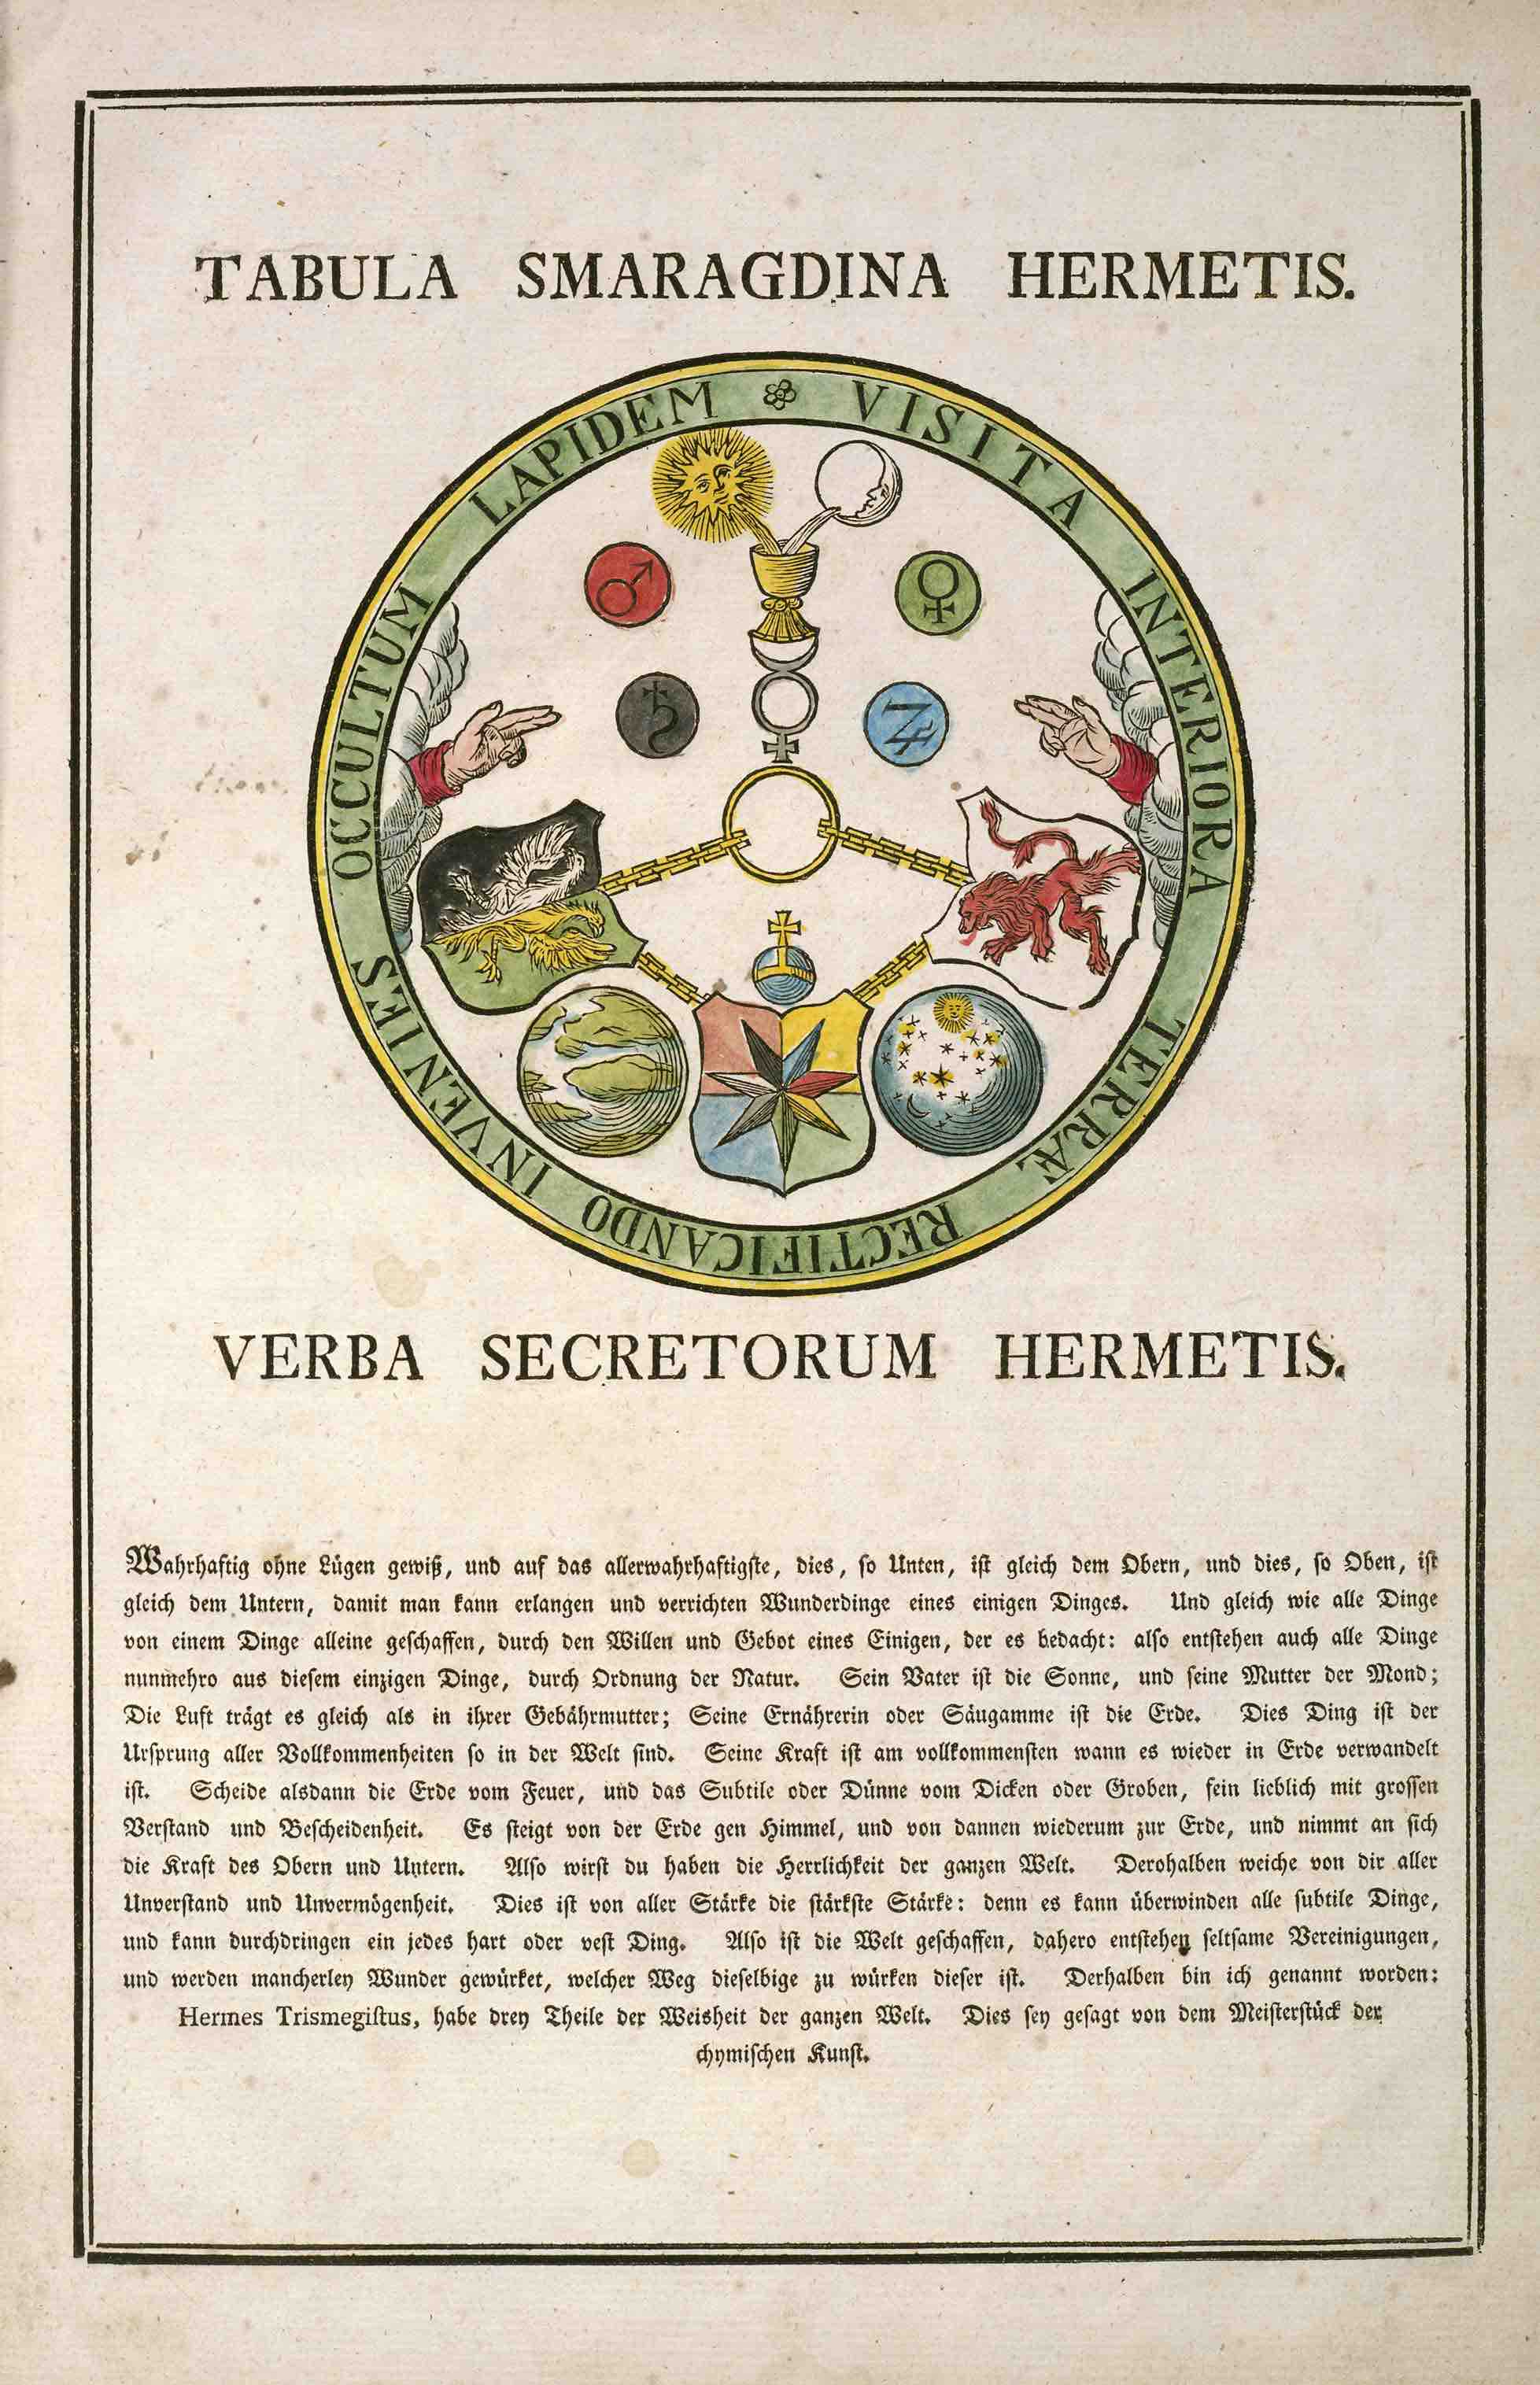 TABULA SMARAGDINA HERMETIS.
VISITA INTERIORA TERRÆ RECTIFICANDO INVENIES OCCULTUM LAPIDEM
VERBA SECRETORUM HERMETIS.
Wahrhaftig ohne Lügen gewiß, und auf das allerwahrhaftigste, dies, so Unten, ist gleich dem Obern, und dies, so Oben, ist
gleich dem Untern, damit man kann erlangen und verrichten Wunderdinge eines einigen Dinges. Und gleich wie alle Dinge
von einem Dinge alleine geschaffen, durch den Willen und Gebot eines Einigen, der es bedacht: also entstehen auch alle Dinge
nunmehro aus diesem einzigen Dinge, durch Ordnung der Natur. Sein Vater ist die Sonne, und seine Mutter der Mond;
Die Luft trägt es gleich als in ihrer Gebährmutter; Seine Ernährerin oder Säugamme ist die Erde. Dies Ding ist der
Ursprung aller Vollkommenheiten so in der Welt sind. Seine Kraft ist am vollkommensten wann es wieder in Erde verwandelt
ist. Scheide alsdann die Erde vom Feuer, und das Subtile oder Dünne vom Dicken oder Groben, fein lieblich mit grossen
Verstand und Bescheidenheit. Es steigt von der Erde gen Himmel, und von dannen wiederum zur Erde, und nimmt an sich
die Kraft des Obern und Untern. Also wirst du haben die Herrlichkeit der ganzen Welt. Derohalben weiche von dir aller
Unverstand und Unvermögenheit. Dies ist von aller Stärke die stärkste Stärke: denn es kann überwinden alle subtile Dinge,
und kann durchdringen ein jedes hart oder vest Ding. Also ist die Welt geschaffen, dahero entstehen seltsame Vereinigungen,
und werden mancherley Wunder gewürket, welcher Weg dieselbige zu würken dieser ist. Derhalben bin ich genannt worden:
Hermes Trismegistus, habe drey Theile der Weisheit der ganzen Welt. Dies sey gesagt von dem Meisterstück der
chymischen Kunst.